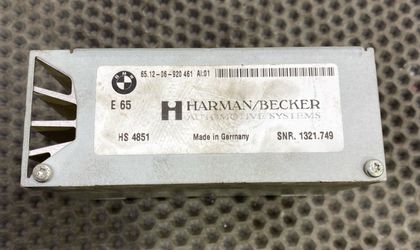 BMW
65.12-06-920 461 AI.01
E 65
HARMAN/BECKER
AUTOMOTIVE SYSTEMS
HS 4851 Made in Germany SNR. 1321.749